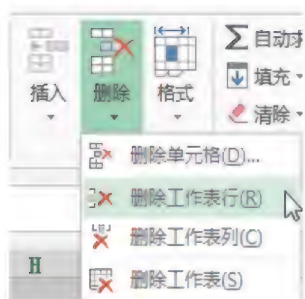 插入
删除
格式
自动求
填充
清除
删除单元格(D)...
删除工作表行(R)
删除工作表列(C)
删除工作表(S)
H